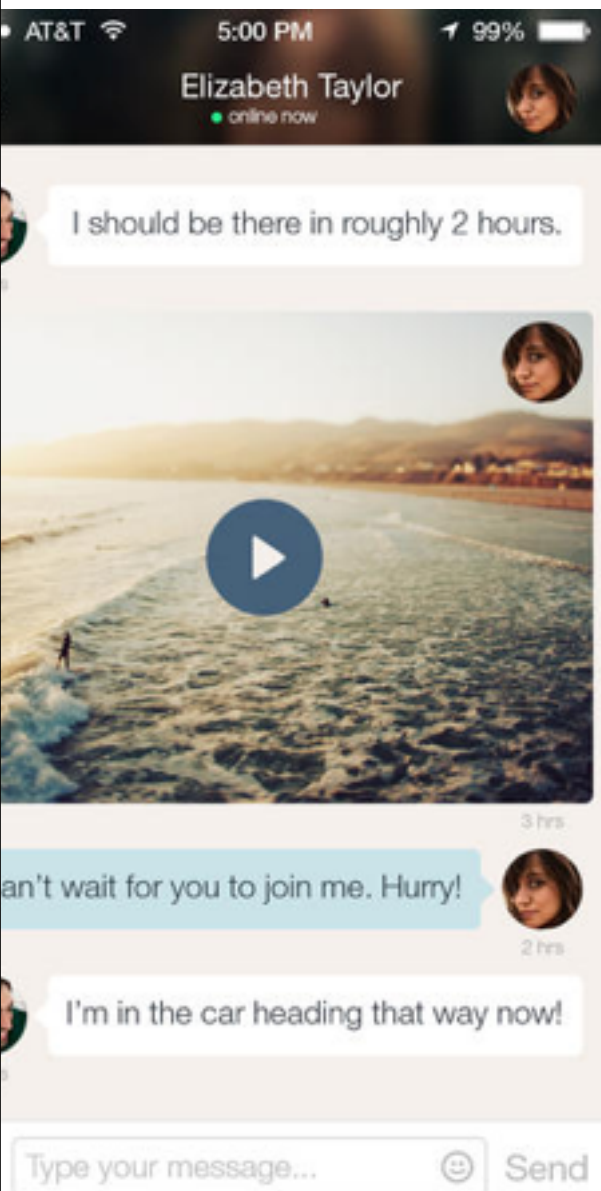 AT&T 5:00 PM 99%
Elizabeth Taylor
online now
I should be there in roughly 2 hours.
3 hrs
an't wait for you to join me. Hurry!
2 hrs
I'm in the car heading that way now!
Type your message... Send